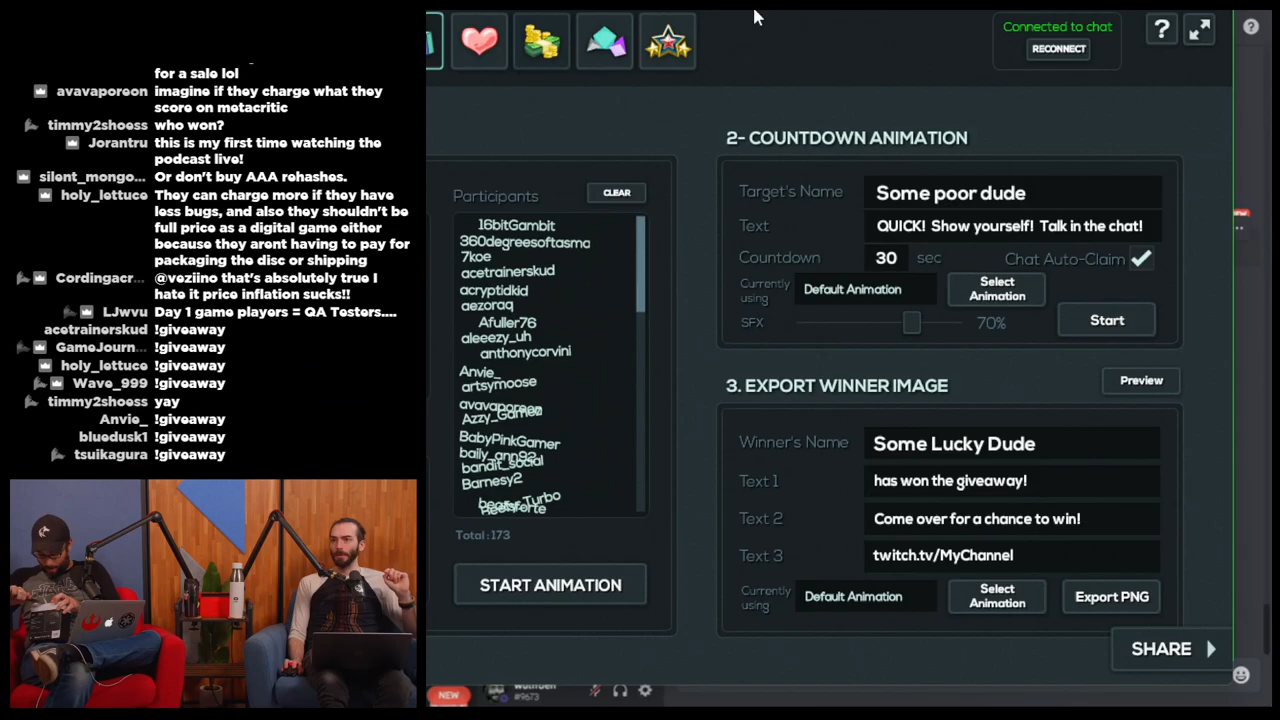 for a sale lol
avavaporeon imagine if they charge what they
score on metacritic
timmy2shoess who won?
Jorantru this is my first time watching the
podcast live!
silent_mongo... Or don't buy AAA rehashes.
holy_lettuce They can charge more if they have
less bugs, and also they shouldn't be
full price as a digital game either
because they arent having to pay for
packaging the disc or shipping
Cordingacr... @veziino that's absolutely true I
hate it price inflation sucks!!
LJwvu Day 1 game players = QA Testers....
acetrainerskud !giveaway
GameJourn... !giveaway
holy_lettuce !giveaway
Wave_999 !giveaway
timmy2shoess yay
Anvie_ !giveaway
bluedusk1 !giveaway
tsuikagura !giveaway
Connected to chat
RECONNECT
?
?
Participants
CLEAR
16bitGambit
360degreesoftasmo
7koe
acetrainerskud
acryptidkid
aezoraq
Afuller76
aleeezy_uh
anthonycorvini
Anvie_
artsymoose
avavaporeon
Azzy_Gamez
BabyPinkGamer
baily_ann92
bandit_social
Barnesy2
Total :173
START ANIMATION
2- COUNTDOWN ANIMATION
Target's Name Some poor dude
Text QUICK! Show yourself! Talk in the chat!
Countdown 30 sec Chat Auto-Claim
Currently using Default Animation Select Animation
SFX 70% Start
3. EXPORT WINNER IMAGE Preview
Winner's Name Some Lucky Dude
Text 1 has won the giveaway!
Text 2 Come over for a chance to win!
Text 3 twitch.tv/MyChannel
Currently using Default Animation Select Animation Export PNG
SHARE
NEW
#9673